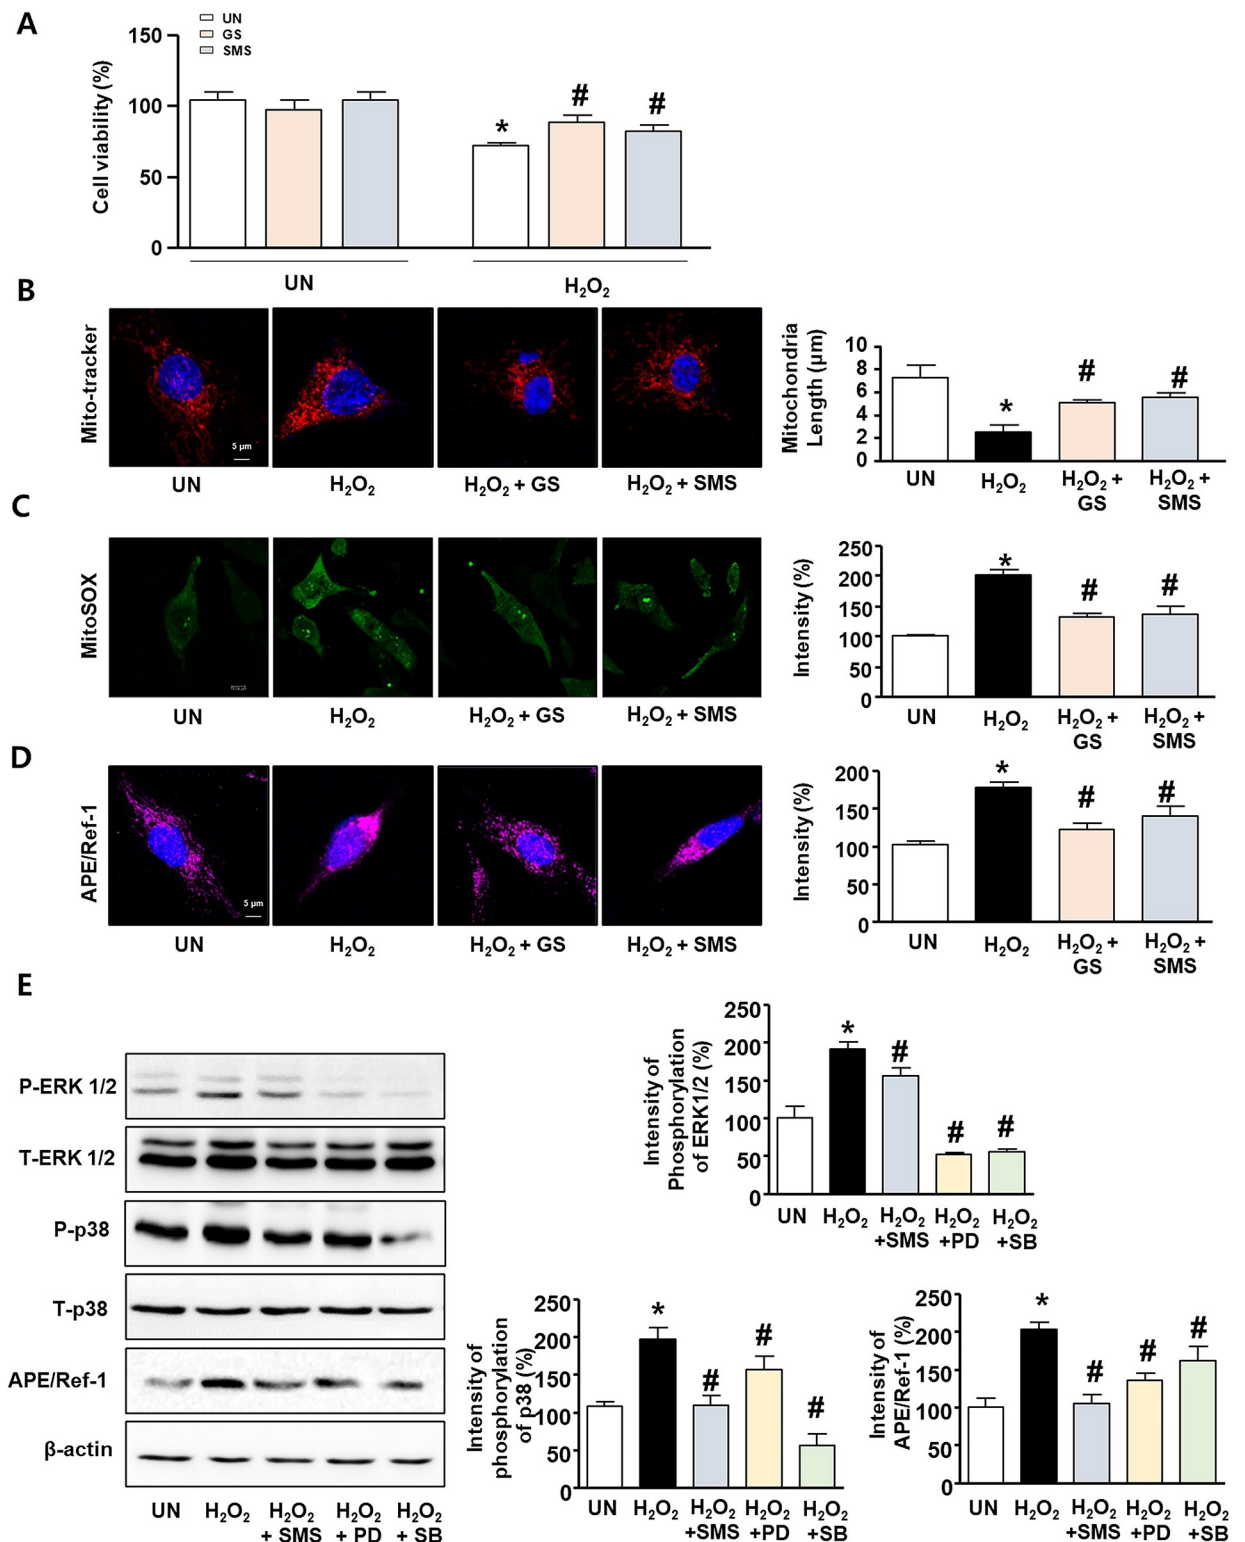 A
UN
GS
SMS
Cell viability (%)
150
100
50
0
*
#
#
UN
H₂O₂
B
Mito-tracker
5 µm
UN
H₂O₂
H₂O₂ + GS
H₂O₂ + SMS
Mitochondria
Length (µm)
10
8
6
4
2
0
*
#
#
UN
H₂O₂
H₂O₂ +
GS
H₂O₂ +
SMS
C
MitoSOX
UN
H₂O₂
H₂O₂ + GS
H₂O₂ + SMS
Intensity (%)
250
200
150
100
50
0
*
#
#
UN
H₂O₂
H₂O₂ +
GS
H₂O₂ +
SMS
D
APE/Ref-1
5 µm
UN
H₂O₂
H₂O₂ + GS
H₂O₂ + SMS
Intensity (%)
200
150
100
50
0
*
#
#
UN
H₂O₂
H₂O₂ +
GS
H₂O₂ +
SMS
E
P-ERK 1/2
T-ERK 1/2
P-p38
T-p38
APE/Ref-1
β-actin
UN
H₂O₂
H₂O₂
+ SMS
H₂O₂
+ PD
H₂O₂
+ SB
Intensity of
Phosphorylation
of ERK1/2 (%)
250
200
150
100
50
0
*
#
#
#
UN
H₂O₂
H₂O₂
+SMS
H₂O₂
+PD
H₂O₂
+SB
Intensity of
phosphorylation
of p38 (%)
250
200
150
100
50
0
*
#
#
#
UN
H₂O₂
H₂O₂
+SMS
H₂O₂
+PD
H₂O₂
+SB
Intensity of
APE/Ref-1 (%)
250
200
150
100
50
0
*
#
#
#
UN
H₂O₂
H₂O₂
+SMS
H₂O₂
+PD
H₂O₂
+SB